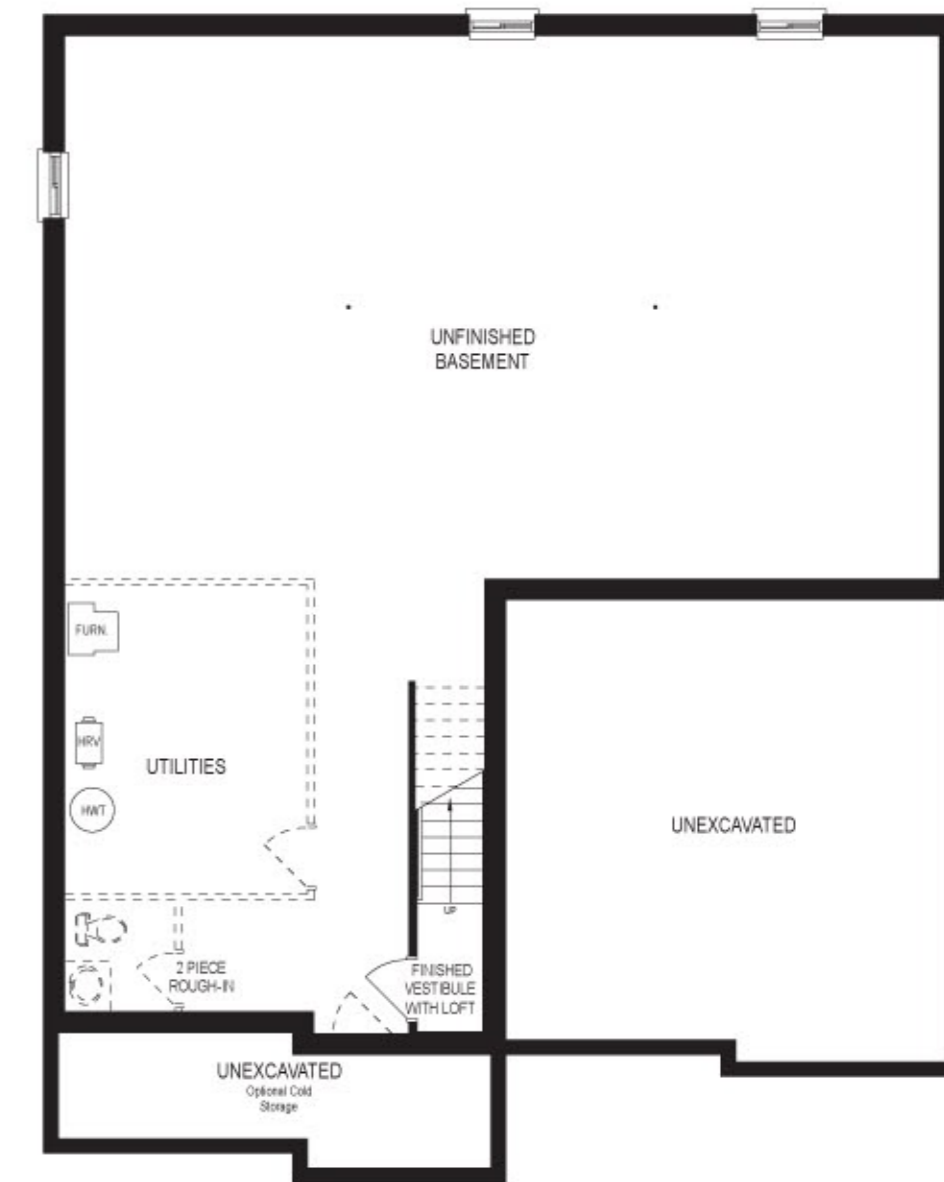 UNFINISHED
BASEMENT
FURN.
HRV
UTILITIES
HWT
UNEXCAVATED
UP
2 PIECE
ROUGH-IN
FINISHED
VESTIBULE
WITH LOFT
UNEXCAVATED
Optional Cold
Storage